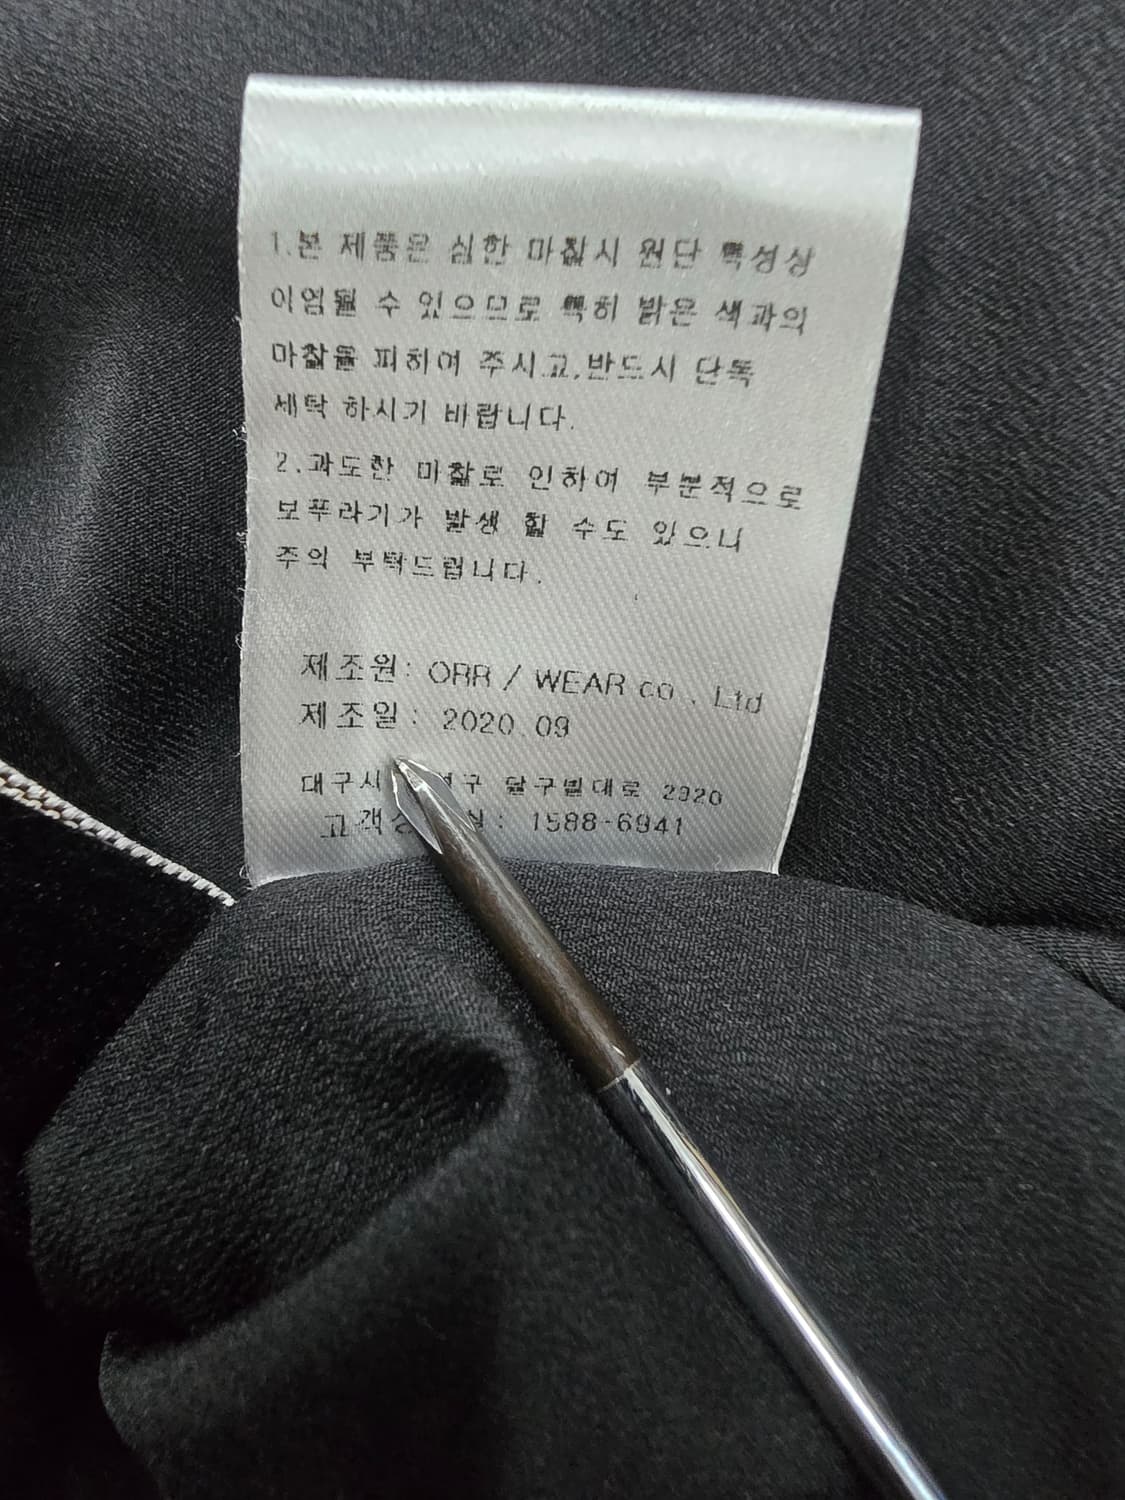 1.본 제품은 심한 마찰시 원단 특성상
이염될 수 있으므로 특히 밝은 색과의
마찰을 피하여 주시고,반드시 단독
세탁 하시기 바랍니다.
2.과도한 마찰로 인하여 부분적으로
보푸라기가 발생 할 수도 있으니
주의 부탁드립니다.
제조원: ORR / WEAR co., Ltd
제조일: 2020.09
대구시 달구벌대로 2920
: 1588-6941